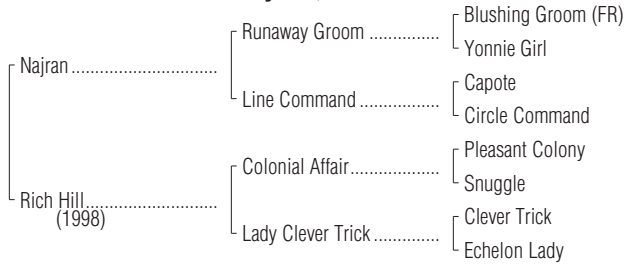 Blushing Groom (FR)
Runaway Groom ................
Yonnie Girl
Najran ...............................
Capote
Line Command .................
Circle Command
Pleasant Colony
Colonial Affair...................
Snuggle
Rich Hill............................
(1998)
Clever Trick
Lady Clever Trick ..............
Echelon Lady